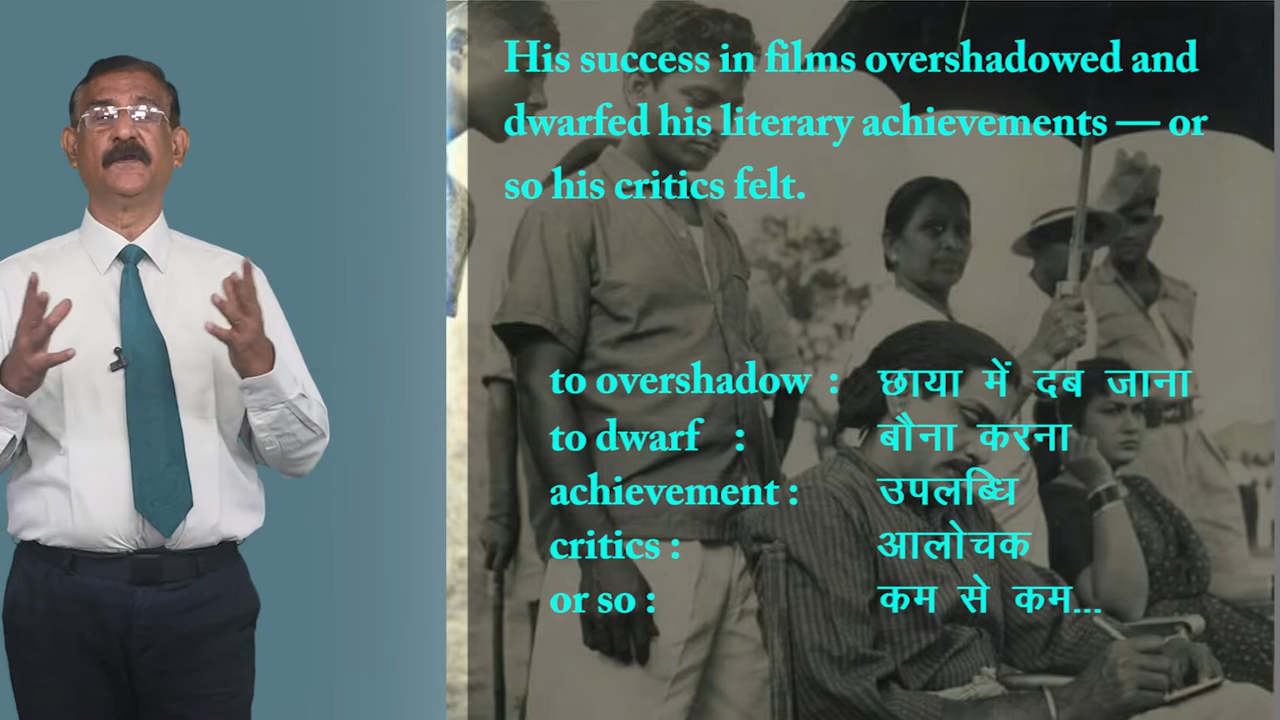 His success in films overshadowed and
dwarfed his literary achievements — or
so his critics felt.
to overshadow : छाया में दब जाना
to dwarf : बौना करना
achievement : उपलब्धि
critics : आलोचक
or so : कम से कम...